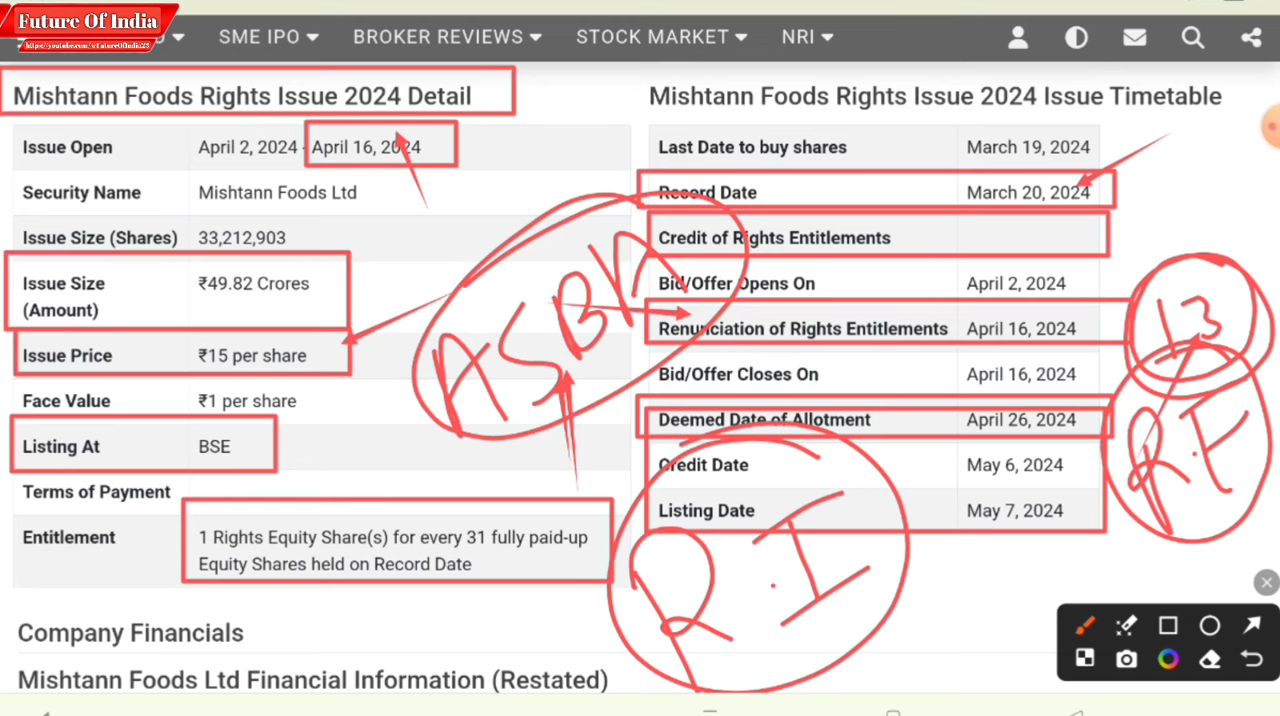 Future Of India
SME IPO
BROKER REVIEWS
STOCK MARKET
NRI
Mishtann Foods Rights Issue 2024 Detail
Issue Open April 2, 2024 - April 16, 2024
Security Name Mishtann Foods Ltd
Issue Size (Shares) 33,212,903
Issue Size (Amount) ₹49.82 Crores
Issue Price ₹15 per share
Face Value ₹1 per share
Listing At BSE
Terms of Payment
Entitlement 1 Rights Equity Share(s) for every 31 fully paid-up
Equity Shares held on Record Date
Mishtann Foods Rights Issue 2024 Issue Timetable
Last Date to buy shares March 19, 2024
Record Date March 20, 2024
Credit of Rights Entitlements
Bid/Offer Opens On April 2, 2024
Renunciation of Rights Entitlements April 16, 2024
Bid/Offer Closes On April 16, 2024
Deemed Date of Allotment April 26, 2024
Credit Date May 6, 2024
Listing Date May 7, 2024
ASBA
13
R.E
R.I
Company Financials
Mishtann Foods Ltd Financial Information (Restated)